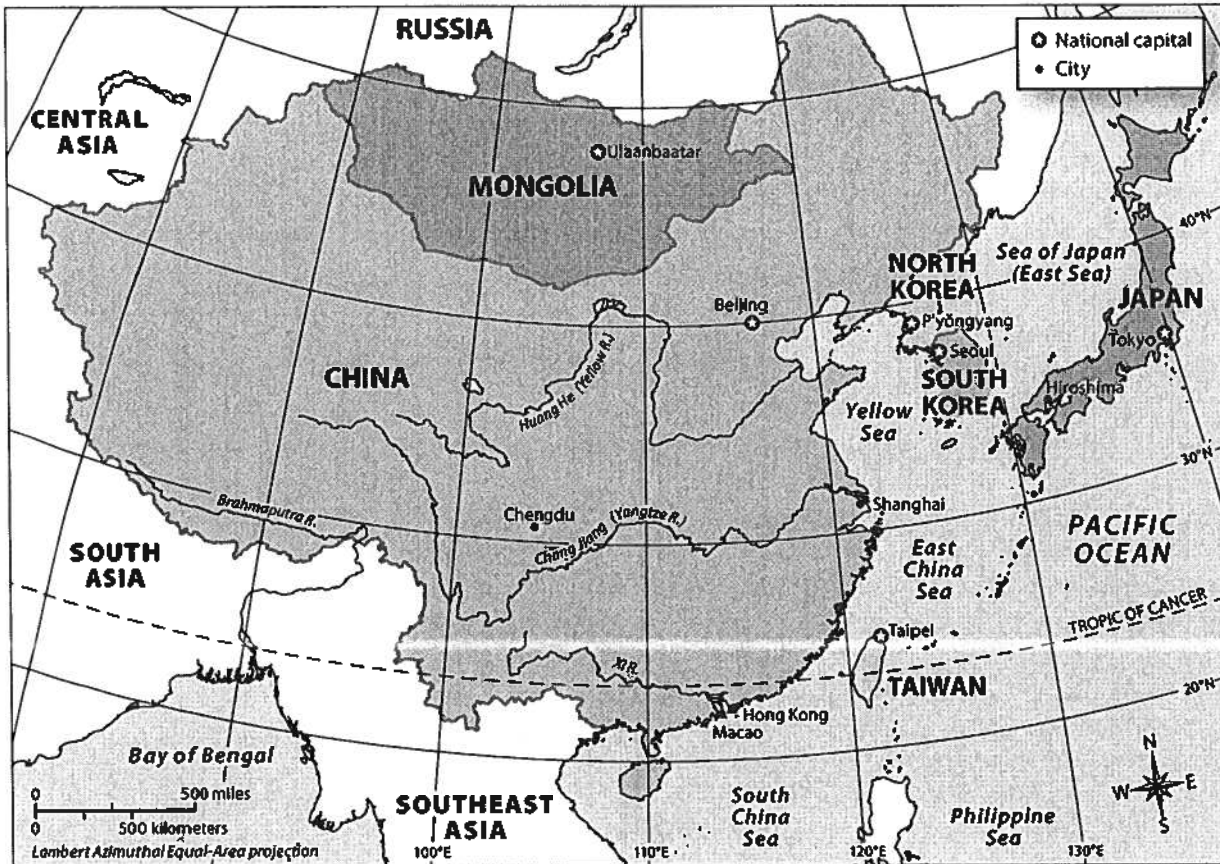 RUSSIA
National capital
City
CENTRAL
ASIA
Ulaanbaatar
MONGOLIA
40°N
Sea of Japan
(East Sea)
NORTH
KOREA
JAPAN
Beijing
P'yŏngyang
Tokyo
Seoul
CHINA
Huang He (Yellow R.)
SOUTH
KOREA
Hiroshima
Yellow
Sea
30°N
Brahmaputra R.
Chengdu
Chang Jiang (Yangtze R.)
Shanghai
PACIFIC
OCEAN
SOUTH
ASIA
East
China
Sea
TROPIC OF CANCER
Taipei
Xi R.
TAIWAN
20°N
Hong Kong
Macao
Bay of Bengal
N
W E
S
0 500 miles
0 500 kilometers
SOUTHEAST
ASIA
South
China
Sea
Philippine
Sea
Lambert Azimuthal Equal-Area projection
100°E
110°E
120°E
130°E